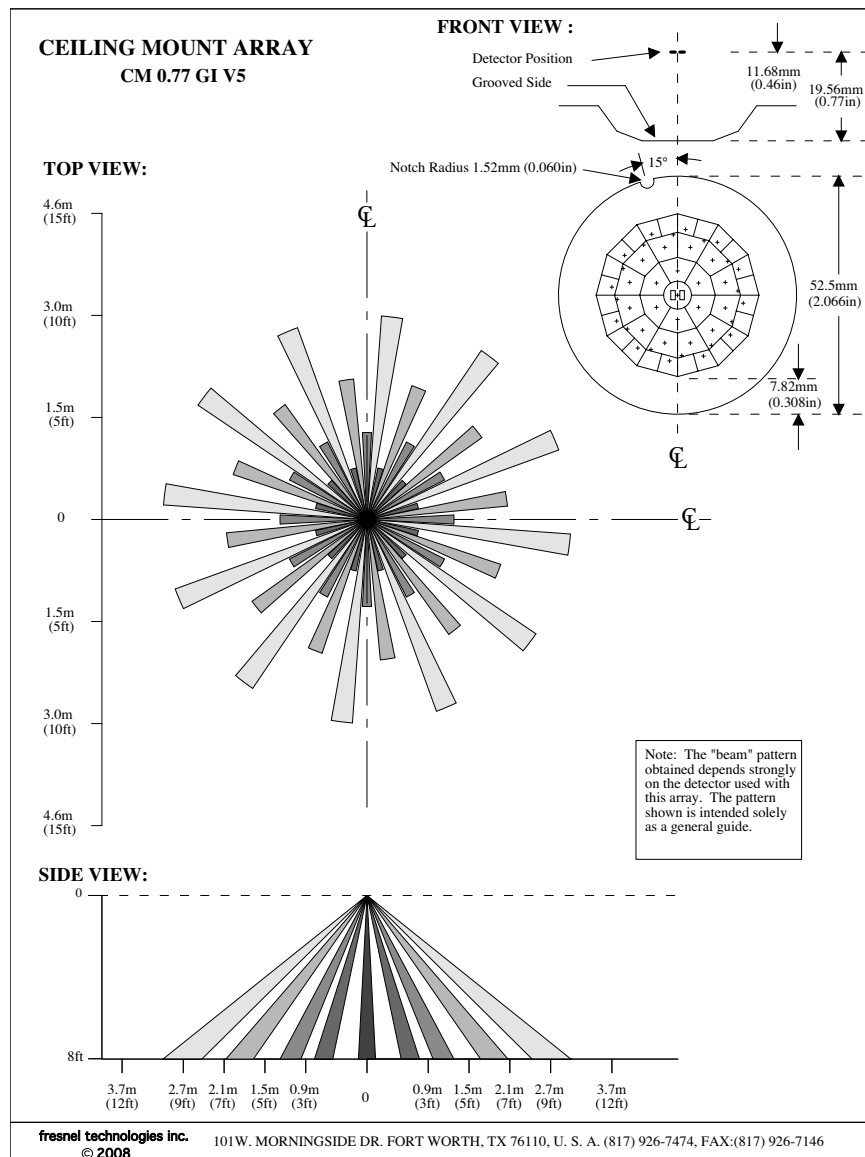 CEILING MOUNT ARRAY
CM 0.77 GI V5
FRONT VIEW :
Detector Position
Grooved Side
11.68mm
(0.46in)
19.56mm
(0.77in)
TOP VIEW:
Notch Radius 1.52mm (0.060in)
15°
52.5mm
(2.066in)
7.82mm
(0.308in)
℄
℄
℄
4.6m
(15ft)
3.0m
(10ft)
1.5m
(5ft)
0
1.5m
(5ft)
3.0m
(10ft)
4.6m
(15ft)
Note: The "beam" pattern
obtained depends strongly
on the detector used with
this array. The pattern
shown is intended solely
as a general guide.
SIDE VIEW:
0
8ft
3.7m
(12ft)
2.7m
(9ft)
2.1m
(7ft)
1.5m
(5ft)
0.9m
(3ft)
0
0.9m
(3ft)
1.5m
(5ft)
2.1m
(7ft)
2.7m
(9ft)
3.7m
(12ft)
fresnel technologies inc.
© 2008
101W. MORNINGSIDE DR. FORT WORTH, TX 76110, U. S. A. (817) 926-7474, FAX:(817) 926-7146